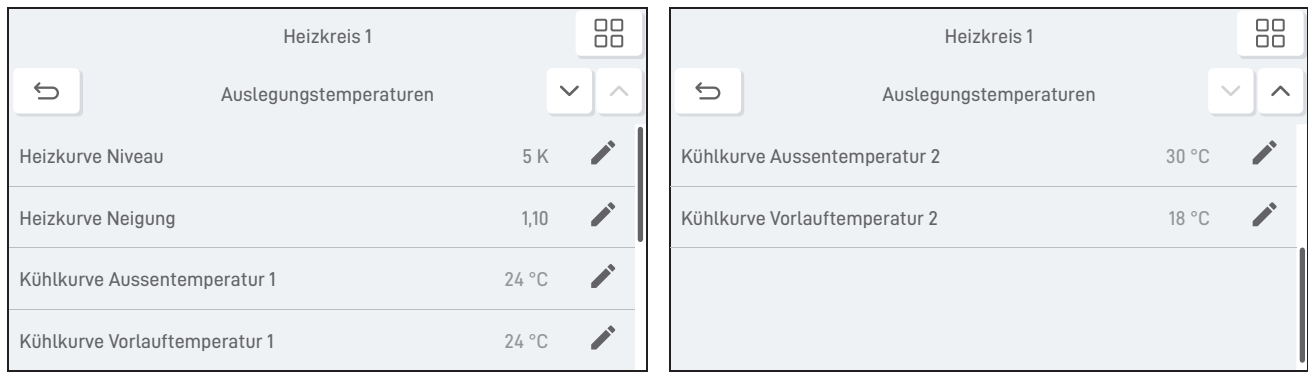 Heizkreis 1
Auslegungstemperaturen
Heizkurve Niveau 5 K
Heizkurve Neigung 1,10
Kühlkurve Aussentemperatur 1 24 °C
Kühlkurve Vorlauftemperatur 1 24 °C
Heizkreis 1
Auslegungstemperaturen
Kühlkurve Aussentemperatur 2 30 °C
Kühlkurve Vorlauftemperatur 2 18 °C